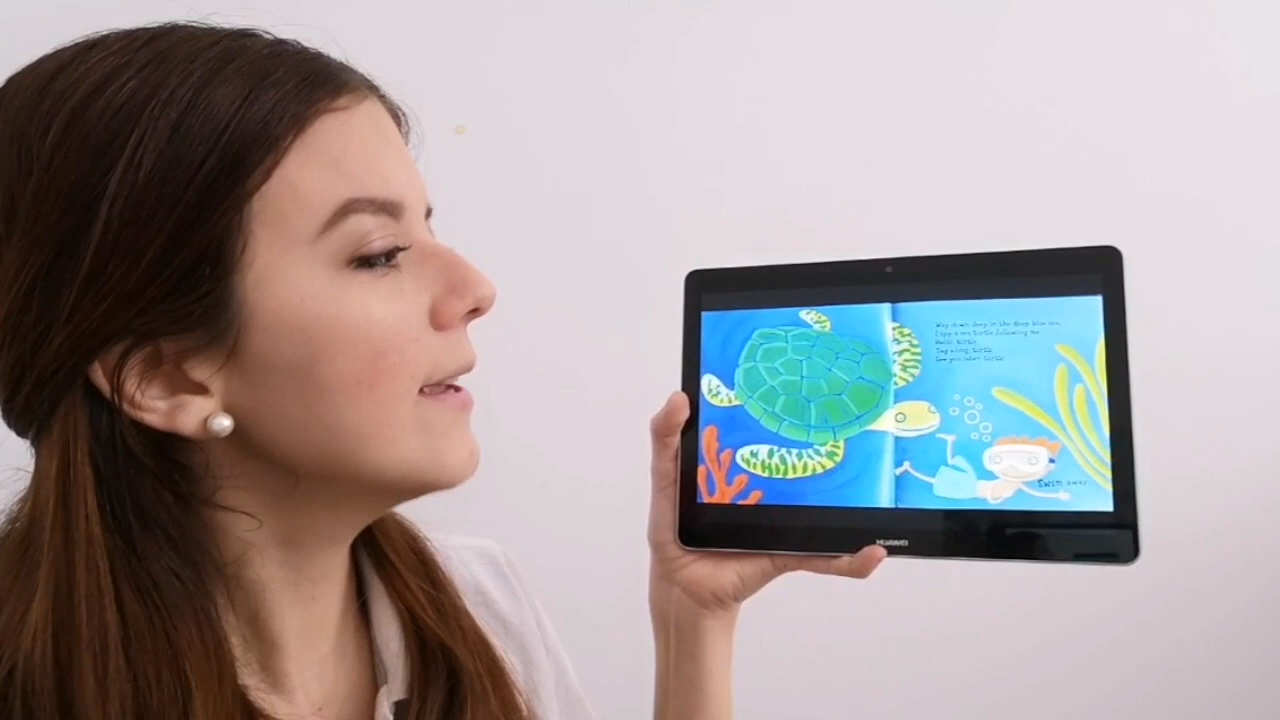 Way down deep in the deep blue sea,
I spy a sea turtle following me.
Hello, turtle.
Tag along, turtle.
See you later, turtle.
Swim away
HUAWEI